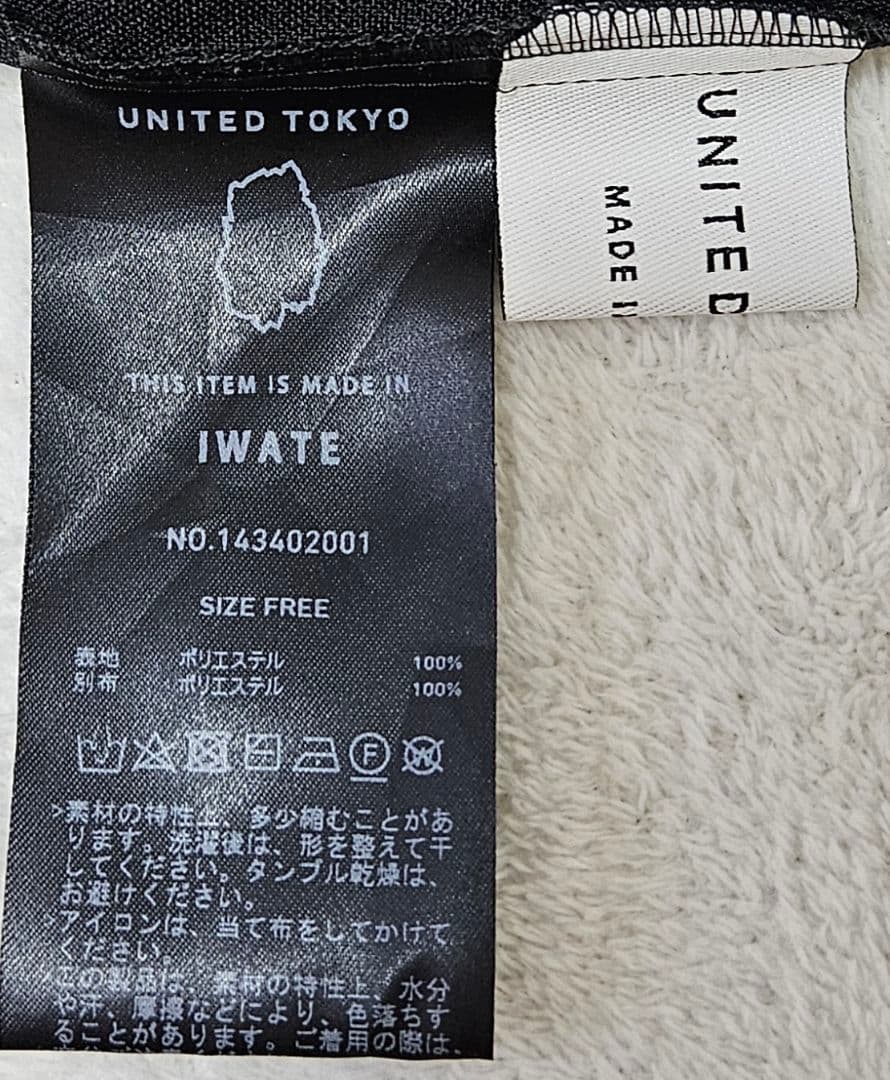 UNITED TOKYO
THIS ITEM IS MADE IN
IWATE
NO.143402001
SIZE FREE
表地 ポリエステル 100%
別布 ポリエステル 100%
F
W
>素材の特性上、多少縮むことがあ
ります。洗濯後は、形を整えて干
してください。タンブル乾燥は、
お避けください。
>アイロンは、当て布をしてかけて
ください。
>この製品は、素材の特性上、水分
や汗、摩擦などにより、色落ちす
ることがあります。ご着用の際は、
UNITED
MADE I